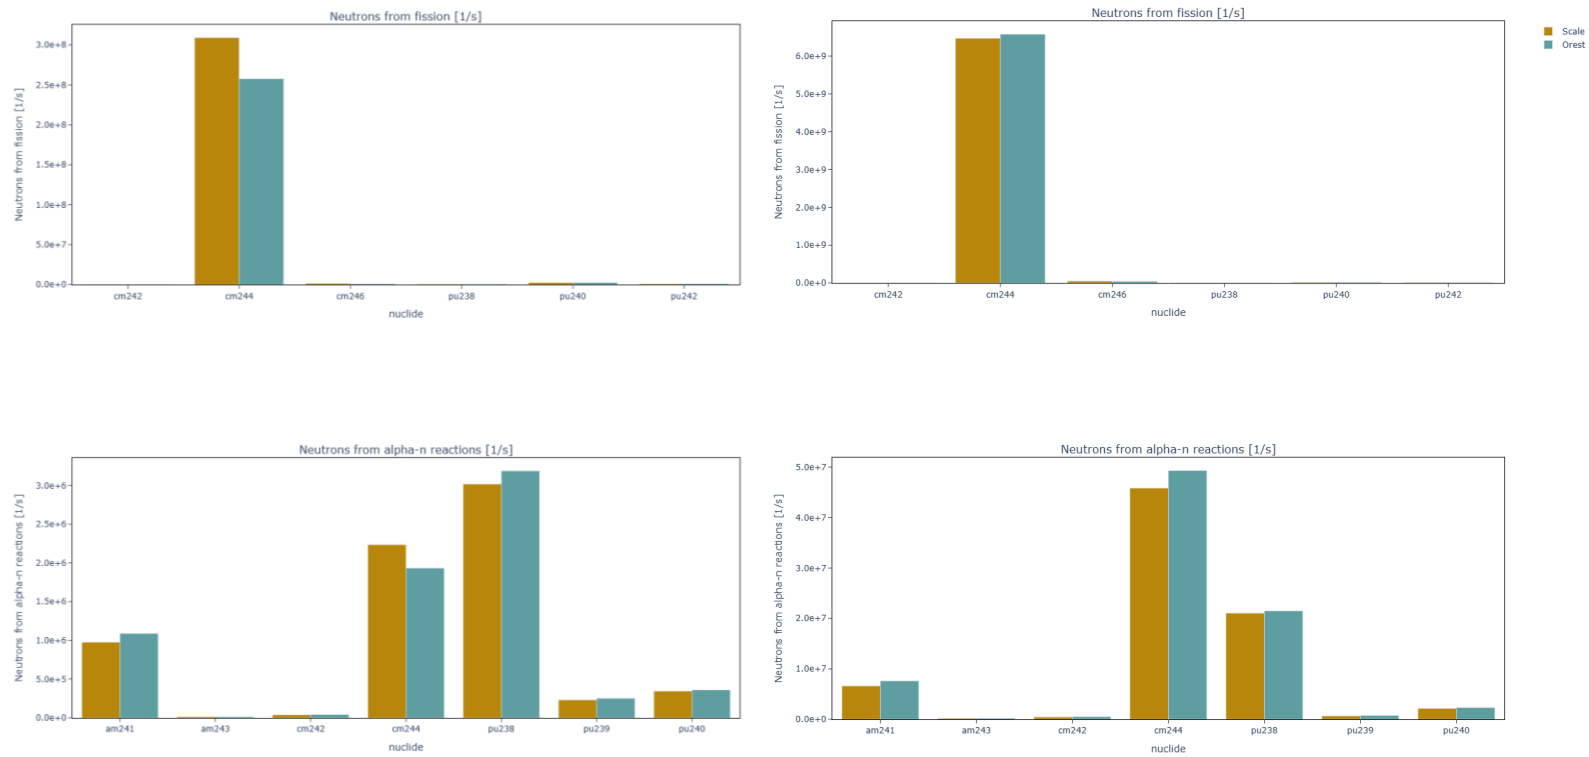 Neutrons from fission [1/s]
Neutrons from fission [1/s]
3.0e+8
2.5e+8
2.0e+8
1.5e+8
1.0e+8
5.0e+7
0.0e+0
cm242 cm244 cm246 pu238 pu240 pu242
nuclide
Neutrons from fission [1/s]
Neutrons from fission [1/s]
6.0e+9
5.0e+9
4.0e+9
3.0e+9
2.0e+9
1.0e+9
0.0e+0
cm242 cm244 cm246 pu238 pu240 pu242
nuclide
Scale
Orest
Neutrons from alpha-n reactions [1/s]
Neutrons from alpha-n reactions [1/s]
3.0e+6
2.5e+6
2.0e+6
1.5e+6
1.0e+6
5.0e+5
0.0e+0
am241 am243 cm242 cm244 pu238 pu239 pu240
nuclide
Neutrons from alpha-n reactions [1/s]
Neutrons from alpha-n reactions [1/s]
5.0e+7
4.0e+7
3.0e+7
2.0e+7
1.0e+7
0.0e+0
am241 am243 cm242 cm244 pu238 pu239 pu240
nuclide